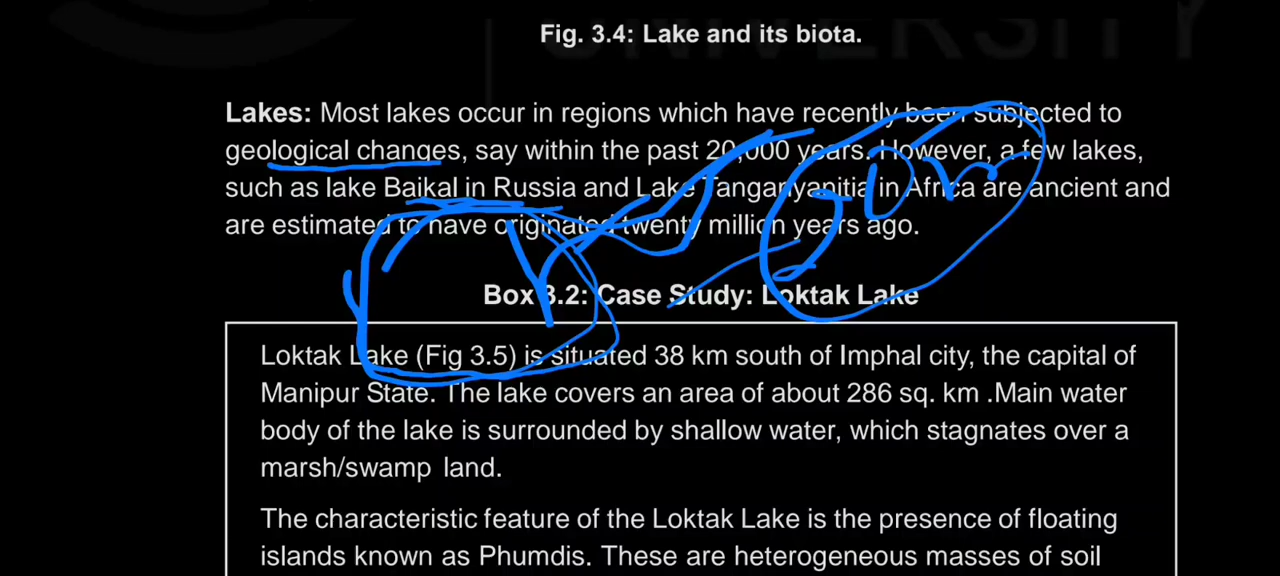 UNIVERSITY
Fig. 3.4: Lake and its biota.
Lakes: Most lakes occur in regions which have recently been subjected to
geological changes, say within the past 20,000 years. However, a few lakes,
such as lake Baikal in Russia and Lake Tanganyanitia in Africa are ancient and
are estimated to have originated twenty million years ago.
Box 3.2: Case Study: Loktak Lake
Loktak Lake (Fig 3.5) is situated 38 km south of Imphal city, the capital of
Manipur State. The lake covers an area of about 286 sq. km .Main water
body of the lake is surrounded by shallow water, which stagnates over a
marsh/swamp land.
The characteristic feature of the Loktak Lake is the presence of floating
islands known as Phumdis. These are heterogeneous masses of soil